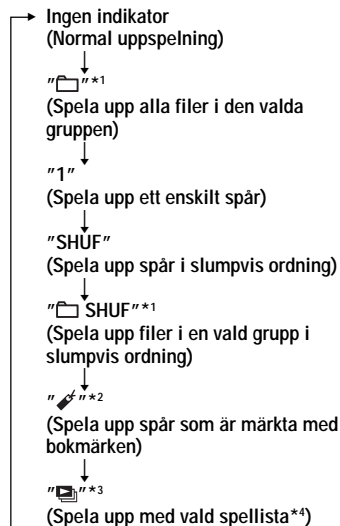 Ingen indikator
(Normal uppspelning)
" "*1
(Spela upp alla filer i den valda
gruppen)
"1"
(Spela upp ett enskilt spår)
"SHUF"
(Spela upp spår i slumpvis ordning)
" SHUF"*1
(Spela upp filer i en vald grupp i
slumpvis ordning)
" "*2
(Spela upp spår som är märkta med
bokmärken)
" "*3
(Spela upp med vald spellista*4)